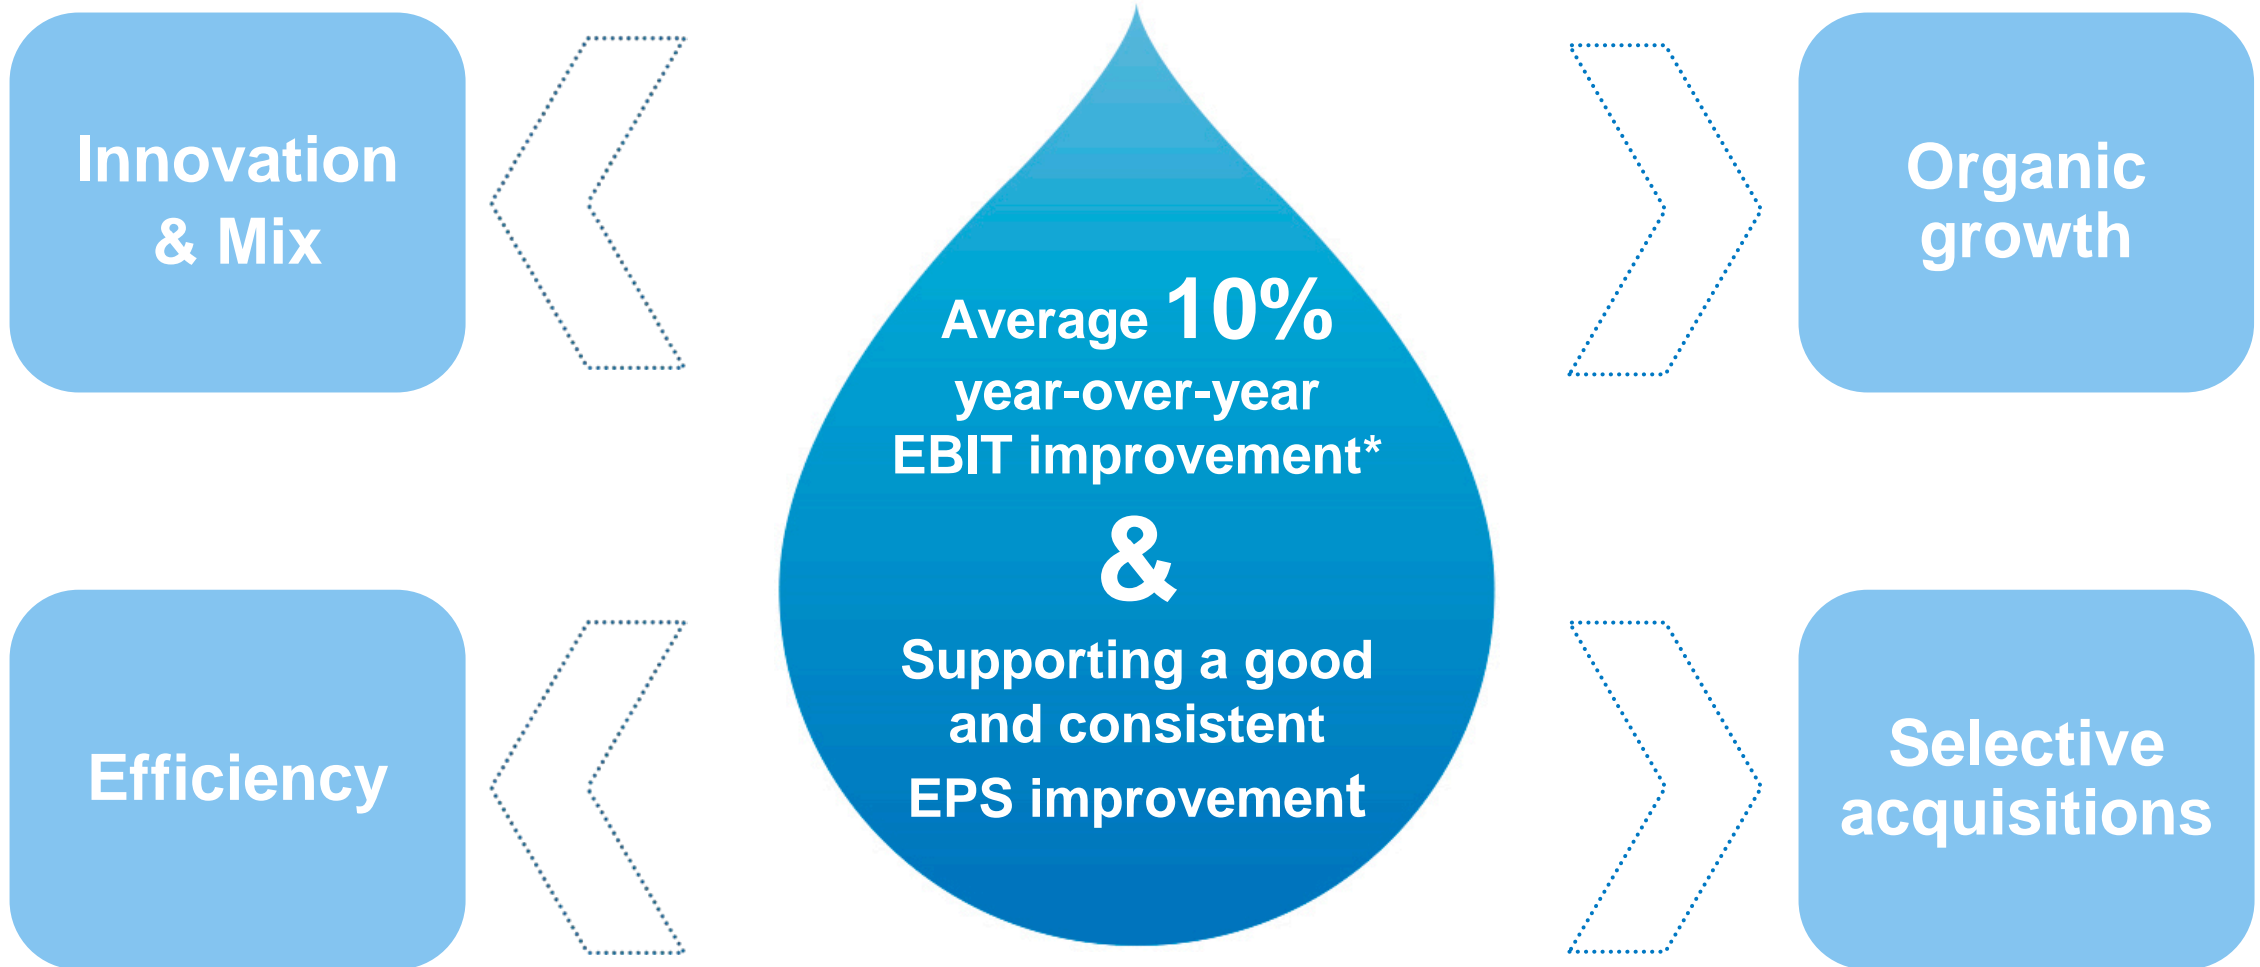 Innovation
& Mix
Organic
growth
Average 10%
year-over-year
EBIT improvement*
&
Supporting a good
and consistent
EPS improvement
Efficiency
Selective
acquisitions